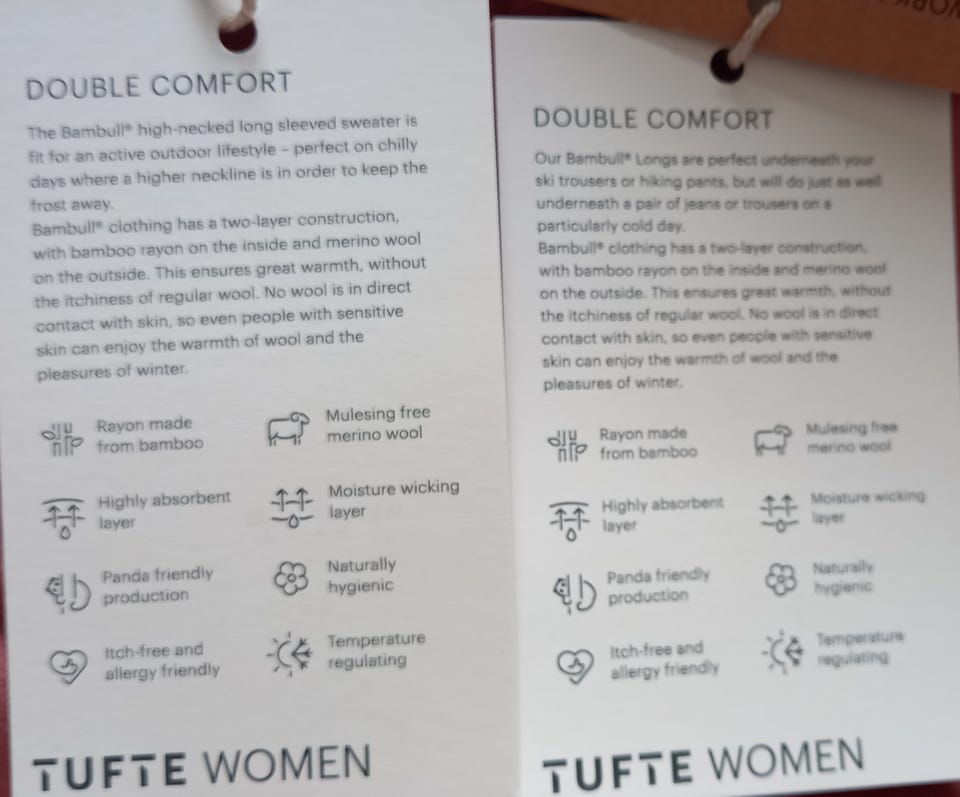 DOUBLE COMFORT
The Bambull® high-necked long sleeved sweater is
fit for an active outdoor lifestyle – perfect on chilly
days where a higher neckline is in order to keep the
frost away.
Bambull® clothing has a two-layer construction,
with bamboo rayon on the inside and merino wool
on the outside. This ensures great warmth, without
the itchiness of regular wool. No wool is in direct
contact with skin, so even people with sensitive
skin can enjoy the warmth of wool and the
pleasures of winter.
Rayon made
from bamboo
Mulesing free
merino wool
Highly absorbent
layer
Moisture wicking
layer
Panda friendly
production
Naturally
hygienic
Itch-free and
allergy friendly
Temperature
regulating
TUFTE WOMEN
DOUBLE COMFORT
Our Bambull® Longs are perfect underneath your
ski trousers or hiking pants, but will do just as well
underneath a pair of jeans or trousers on a
particularly cold day.
Bambull® clothing has a two-layer construction,
with bamboo rayon on the inside and merino wool
on the outside. This ensures great warmth, without
the itchiness of regular wool. No wool is in direct
contact with skin, so even people with sensitive
skin can enjoy the warmth of wool and the
pleasures of winter.
Rayon made
from bamboo
Mulesing free
merino wool
Highly absorbent
layer
Moisture wicking
layer
Panda friendly
production
Naturally
hygienic
Itch-free and
allergy friendly
Temperature
regulating
TUFTE WOMEN